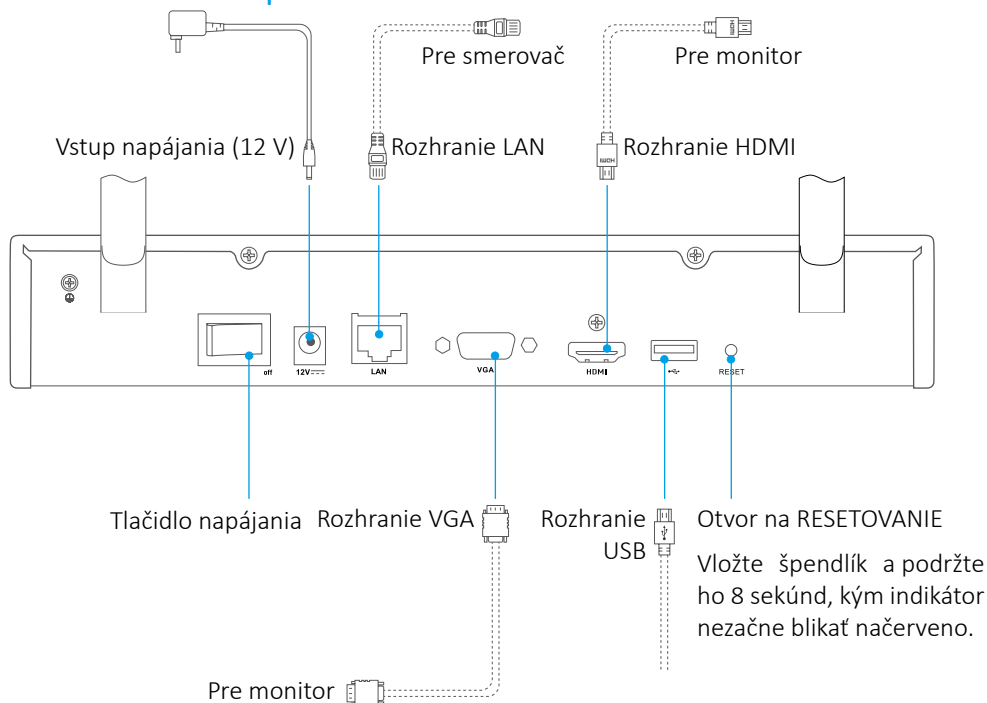 Pre smerovač
Pre monitor
Vstup napájania (12 V)
Rozhranie LAN
Rozhranie HDMI
off
12V
LAN
VGA
HDMI
RESET
Tlačidlo napájania
Rozhranie VGA
Rozhranie
USB
Otvor na RESETOVANIE
Vložte špendlík a podržte
ho 8 sekúnd, kým indikátor
nezačne blikať načerveno.
Pre monitor